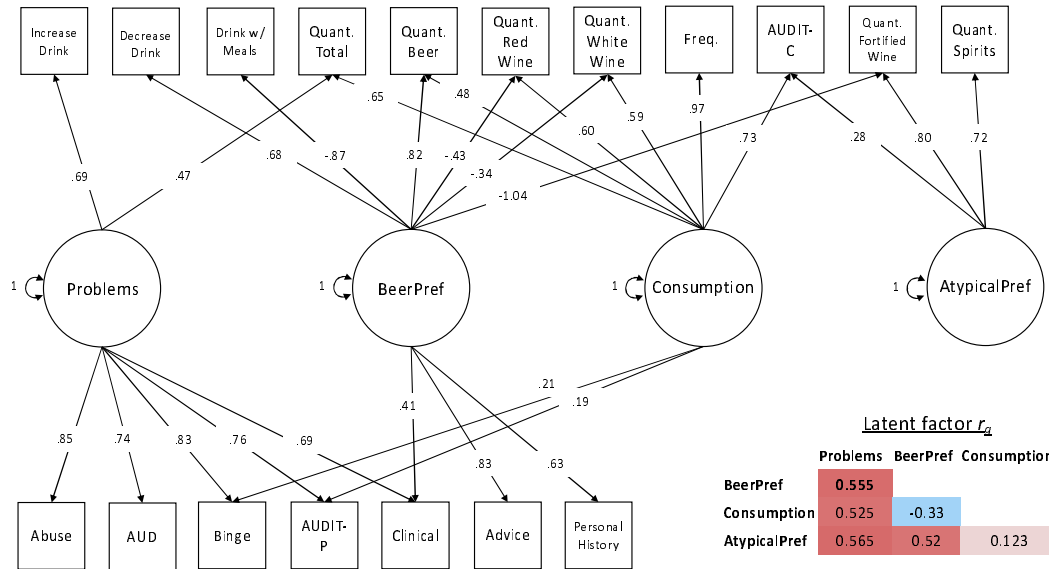 Increase
Drink
Decrease
Drink
Drink w/
Meals
Quant.
Total
Quant.
Beer
Quant.
Red
Wine
Quant.
White
Wine
Freq.
AUDIT-
C
Quant.
Fortified
Wine
Quant.
Spirits
.65
.48
.59
.97
.60
.73
.28
.80
.72
.69
.47
.68
-.87
.82
-.43
-.34
-1.04
1
Problems
1
BeerPref
1
Consumption
1
AtypicalPref
.85
.74
.83
.76
.69
.41
.83
.63
.21
.19
Abuse
AUD
Binge
AUDIT-
P
Clinical
Advice
Personal
History
Latent factor rg
Problems BeerPref Consumption
BeerPref 0.555
Consumption 0.525 -0.33
AtypicalPref 0.565 0.52 0.123